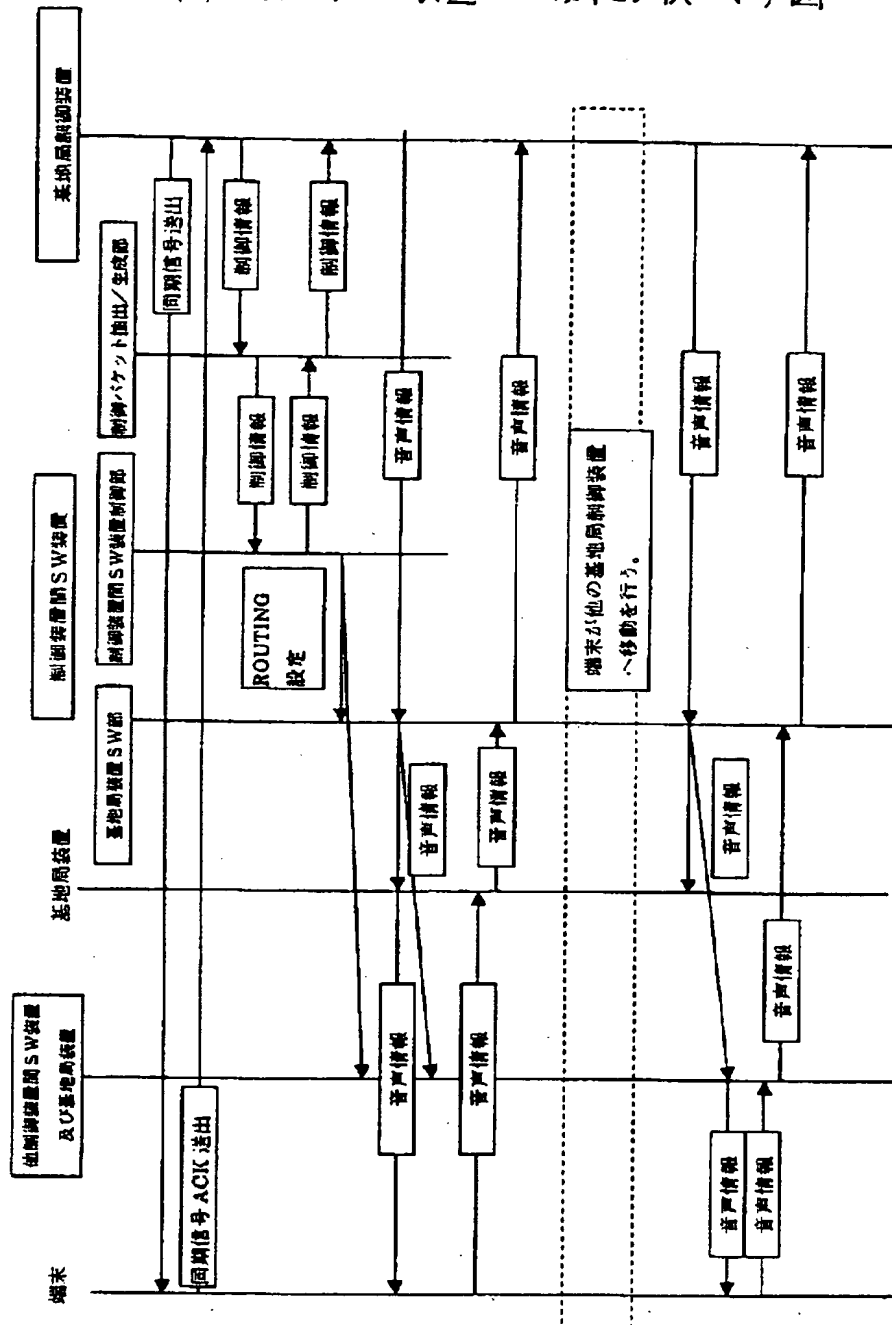 制御装置間SW装置
基地局制御装置
他制御装置間SW装置
及び基地局装置
端末
基地局装置
基地局装置SW部
制御装置間SW装置制御部
制御パケット抽出／生成部
同期信号送出
同期信号ACK送出
制御情報
制御情報
制御情報
制御情報
ROUTING
設定
音声情報
音声情報
音声情報
音声情報
音声情報
音声情報
端末が他の基地局制御装置
へ移動を行う。
音声情報
音声情報
音声情報
音声情報
音声情報
音声情報